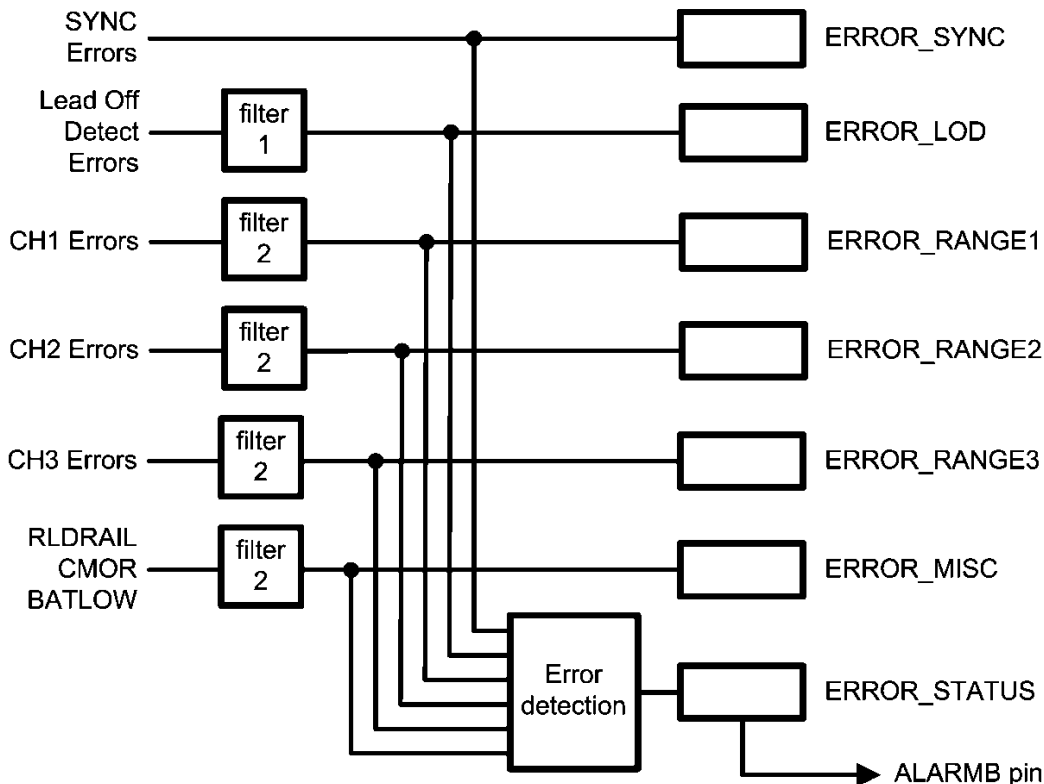 SYNC
Errors
ERROR_SYNC
Lead Off
Detect
Errors
filter
1
ERROR_LOD
CH1 Errors
filter
2
ERROR_RANGE1
CH2 Errors
filter
2
ERROR_RANGE2
CH3 Errors
filter
2
ERROR_RANGE3
RLDRAIL
CMOR
BATLOW
filter
2
ERROR_MISC
Error
detection
ERROR_STATUS
ALARMB pin